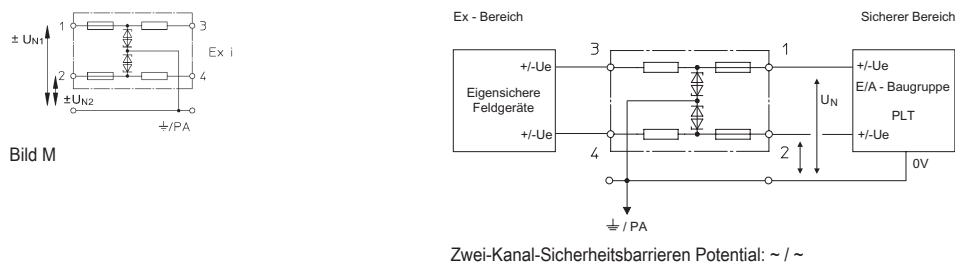 1
3
± UN1
Ex i
2
4
±UN2
⏚/PA
Bild M
Ex - Bereich
Sicherer Bereich
3
1
+/-Ue
+/-Ue
Eigensichere
Feldgeräte
UN
E/A - Baugruppe
PLT
+/-Ue
+/-Ue
4
2
0V
⏚ / PA
Zwei-Kanal-Sicherheitsbarrieren Potential: ~ / ~